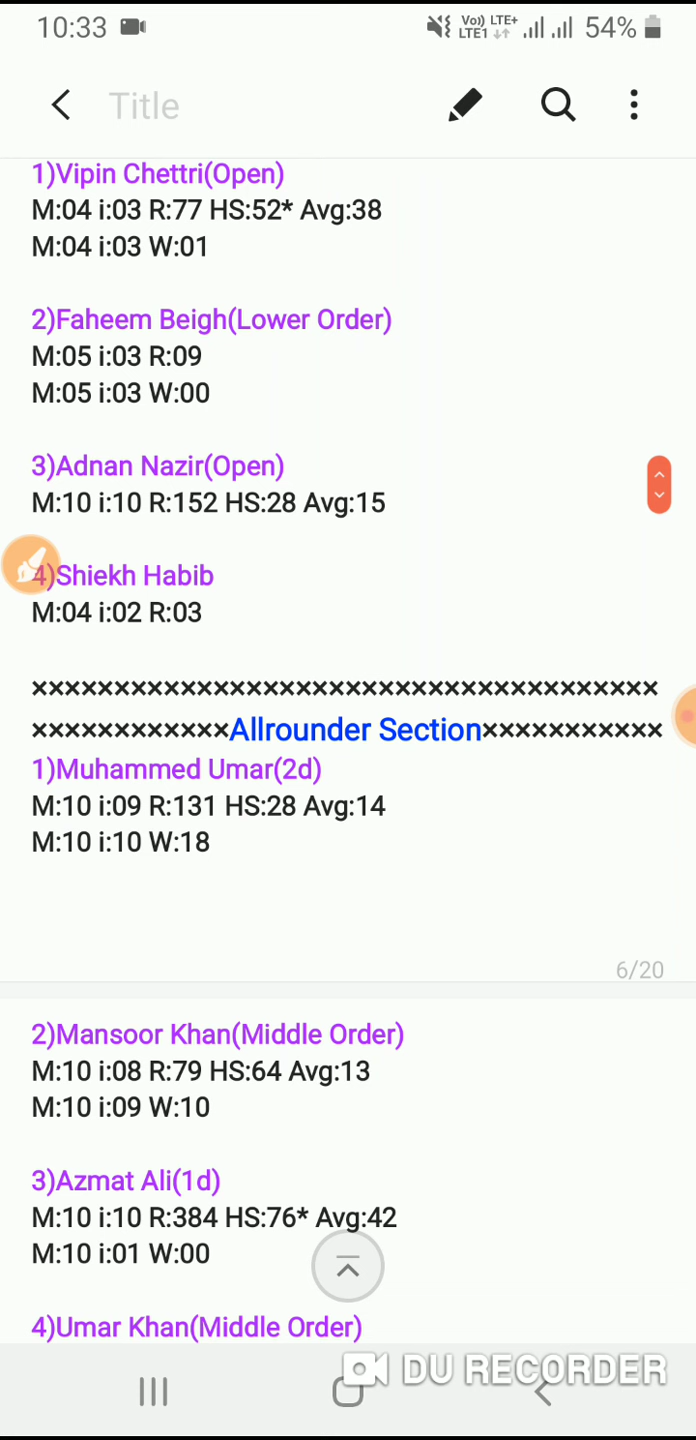 10:33
Vo)) LTE+
LTE1 54%
Title
1)Vipin Chettri(Open)
M:04 i:03 R:77 HS:52* Avg:38
M:04 i:03 W:01
2)Faheem Beigh(Lower Order)
M:05 i:03 R:09
M:05 i:03 W:00
3)Adnan Nazir(Open)
M:10 i:10 R:152 HS:28 Avg:15
4)Shiekh Habib
M:04 i:02 R:03
××××××××××××××××××××××××××××××××××××××
××××××××××××Allrounder Section×××××××××××
1)Muhammed Umar(2d)
M:10 i:09 R:131 HS:28 Avg:14
M:10 i:10 W:18
6/20
2)Mansoor Khan(Middle Order)
M:10 i:08 R:79 HS:64 Avg:13
M:10 i:09 W:10
3)Azmat Ali(1d)
M:10 i:10 R:384 HS:76* Avg:42
M:10 i:01 W:00
4)Umar Khan(Middle Order)
DU RECORDER